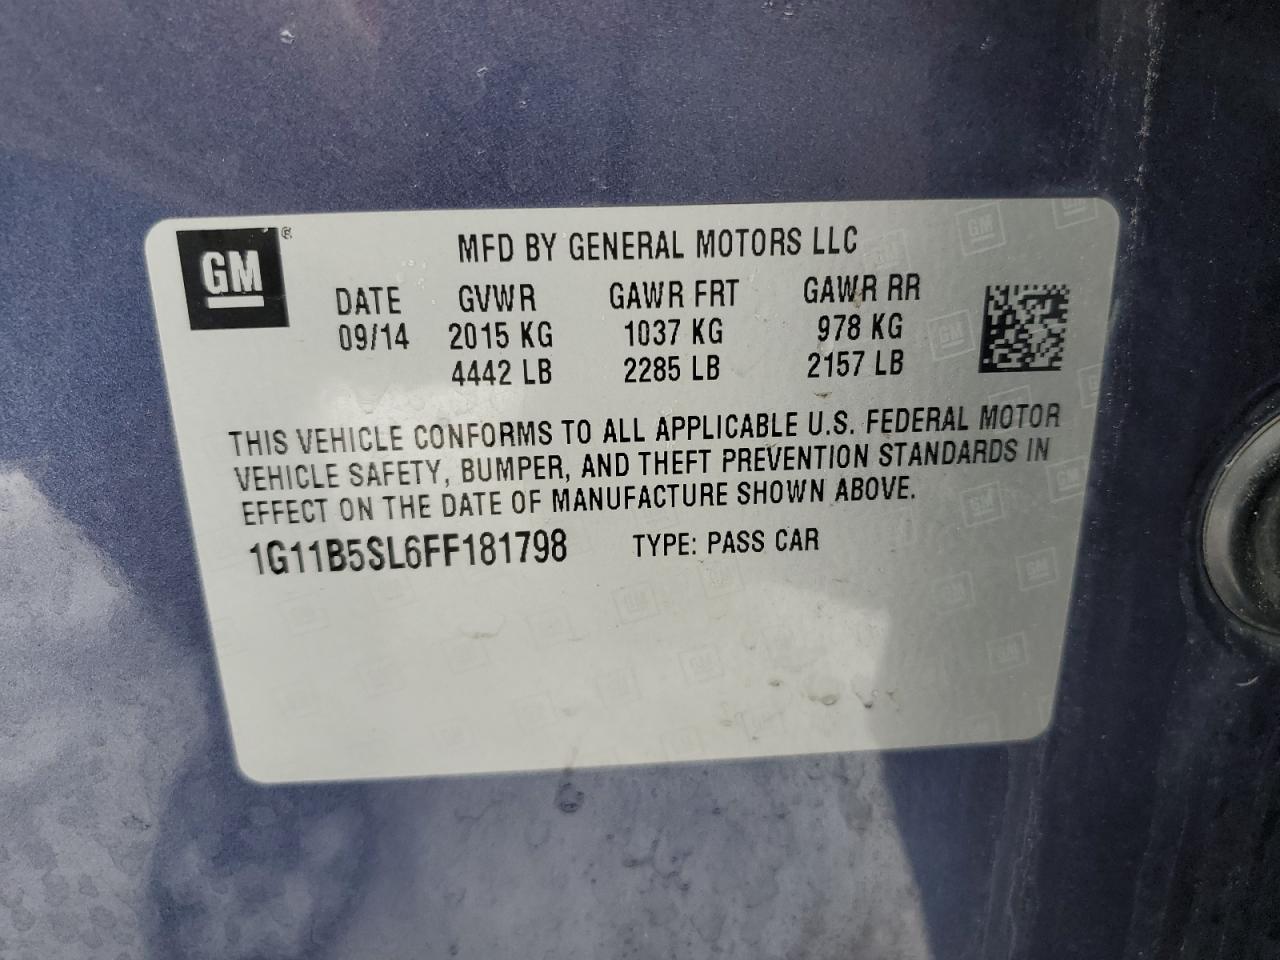 GM®
MFD BY GENERAL MOTORS LLC
DATE GVWR GAWR FRT GAWR RR
09/14 2015 KG 1037 KG 978 KG
4442 LB 2285 LB 2157 LB
THIS VEHICLE CONFORMS TO ALL APPLICABLE U.S. FEDERAL MOTOR
VEHICLE SAFETY, BUMPER, AND THEFT PREVENTION STANDARDS IN
EFFECT ON THE DATE OF MANUFACTURE SHOWN ABOVE.
1G11B5SL6FF181798 TYPE: PASS CAR